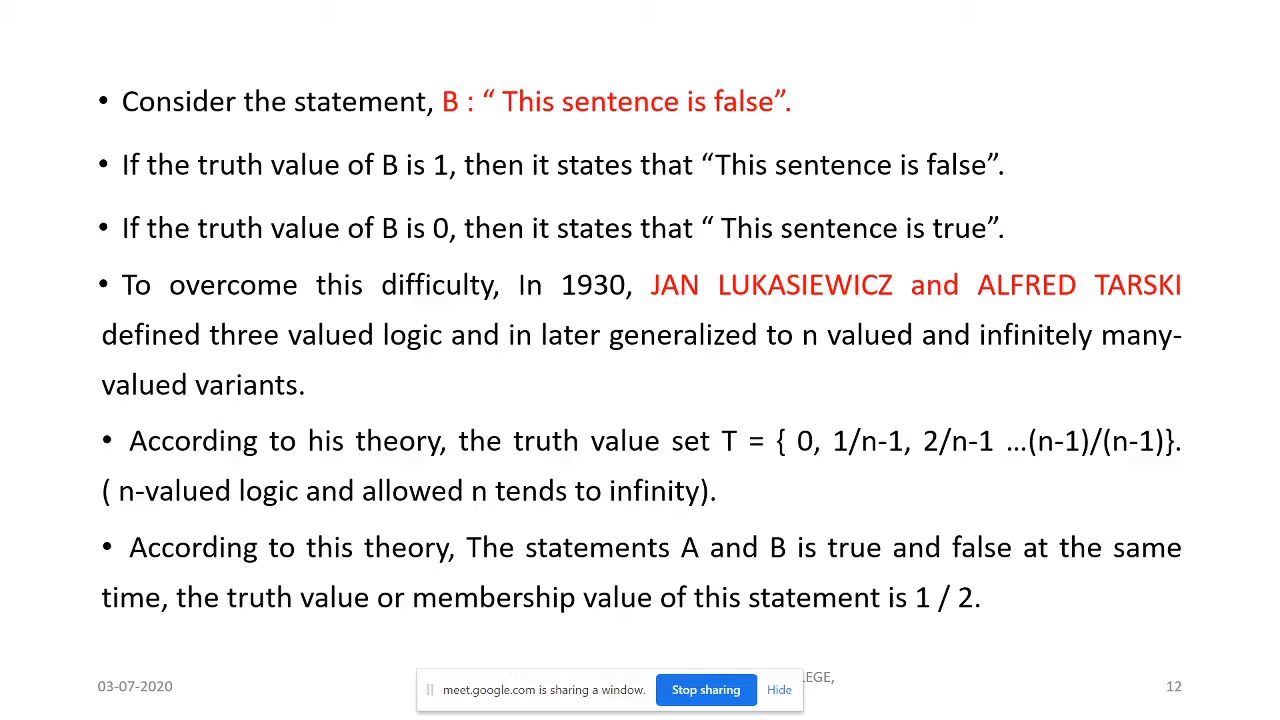 • Consider the statement, B : “ This sentence is false”.
• If the truth value of B is 1, then it states that “This sentence is false”.
• If the truth value of B is 0, then it states that “ This sentence is true”.
• To overcome this difficulty, In 1930, JAN LUKASIEWICZ and ALFRED TARSKI
defined three valued logic and in later generalized to n valued and infinitely many-
valued variants.
• According to his theory, the truth value set T = { 0, 1/n-1, 2/n-1 ...(n-1)/(n-1)}.
( n-valued logic and allowed n tends to infinity).
• According to this theory, The statements A and B is true and false at the same
time, the truth value or membership value of this statement is 1 / 2.
03-07-2020
meet.google.com is sharing a window. Stop sharing Hide
12